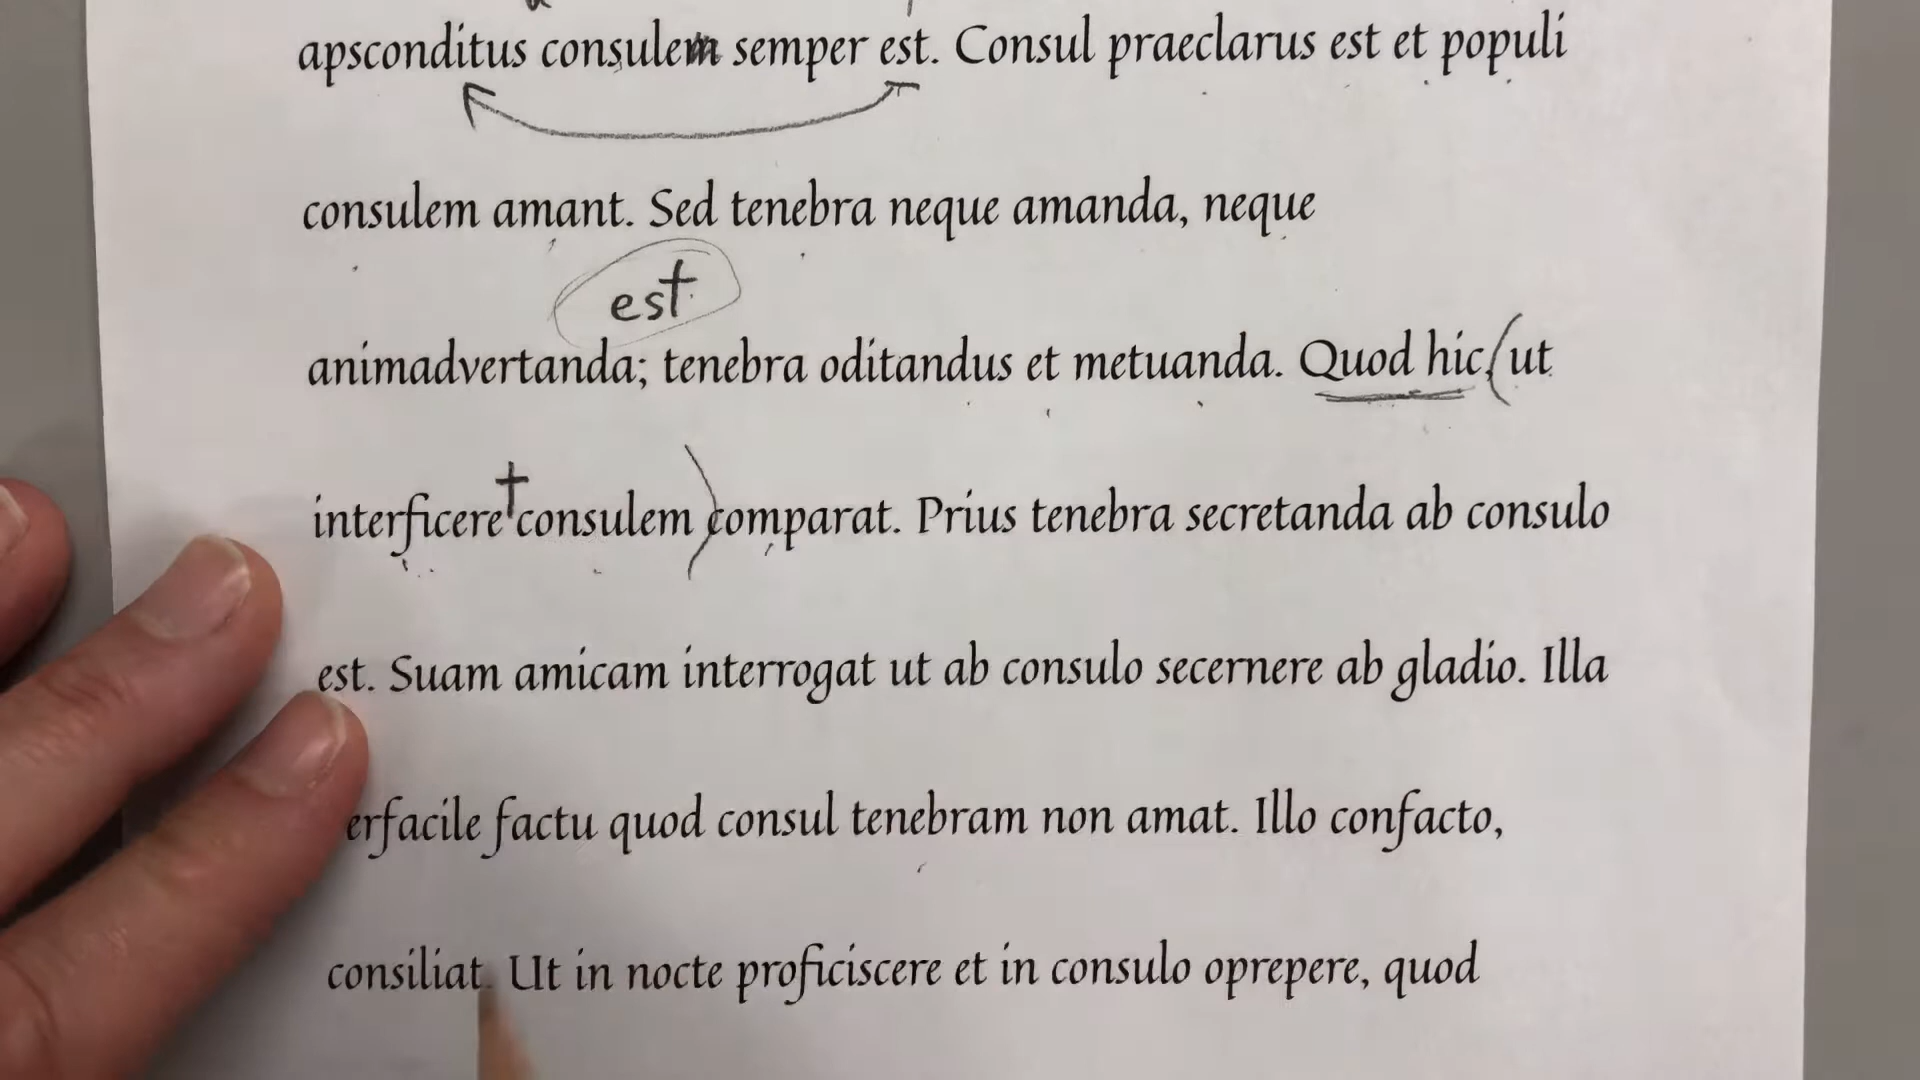 apsconditus consulem semper est. Consul praeclarus est et populi
consulem amant. Sed tenebra neque amanda, neque
est
animadvertanda; tenebra oditandus et metuanda. Quod hic, (ut
interficere t consulem) comparat. Prius tenebra secretanda ab consulo
est. Suam amicam interrogat ut ab consulo secernere ab gladio. Illa
erfacile factu quod consul tenebram non amat. Illo confacto,
consiliat. Ut in nocte proficiscere et in consulo oprepere, quod